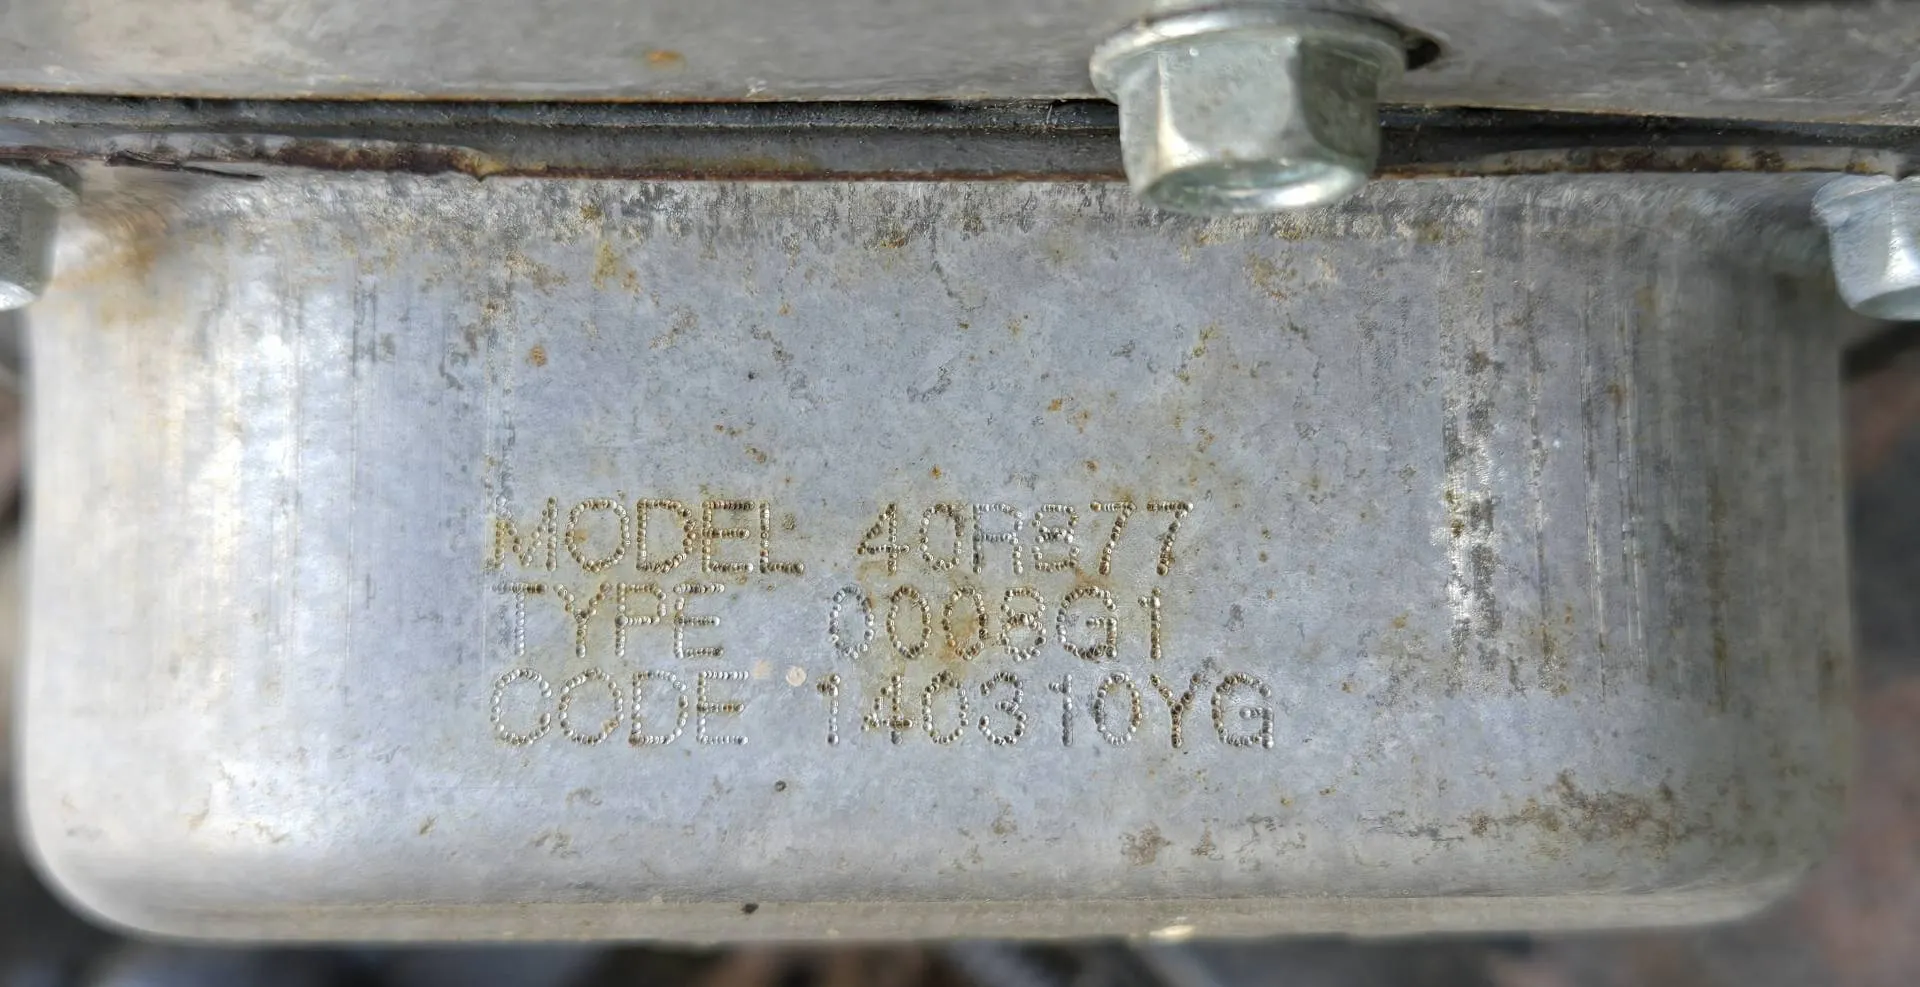 MODEL 40R877
TYPE 0008G1
CODE 140310YG